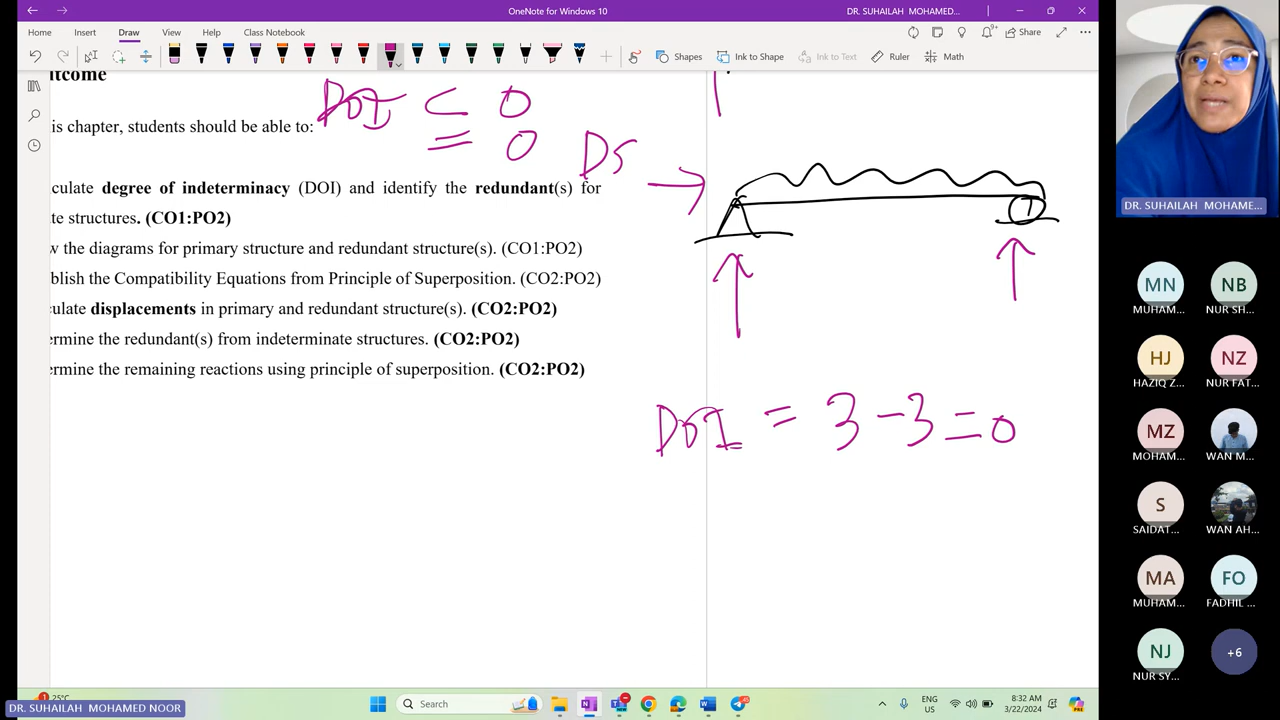 OneNote for Windows 10
DR. SUHAILAH MOHAMED...
Home Insert Draw View Help Class Notebook
9+ Share
Shapes Ink to Shape Ink to Text Ruler Math
tcome
DOI < 0
is chapter, students should be able to:
= 0
DS
culate degree of indeterminacy (DOI) and identify the redundant(s) for
te structures. (CO1:PO2)
w the diagrams for primary structure and redundant structure(s). (CO1:PO2)
blish the Compatibility Equations from Principle of Superposition. (CO2:PO2)
culate displacements in primary and redundant structure(s). (CO2:PO2)
ermine the redundant(s) from indeterminate structures. (CO2:PO2)
ermine the remaining reactions using principle of superposition. (CO2:PO2)
DOI = 3 - 3 = 0
DR. SUHAILAH MOHAME...
MN NB
MUHAM... NUR SH...
HJ NZ
HAZIQ Z... NUR FAT...
MZ
MOHAM... WAN M...
S
SAIDAT... WAN AH...
MA FO
MUHAM... FADHIL ...
NJ +6
NUR SY...
1 25°C
DR. SUHAILAH MOHAMED NOOR
Search
ENG
US
8:32 AM
3/22/2024